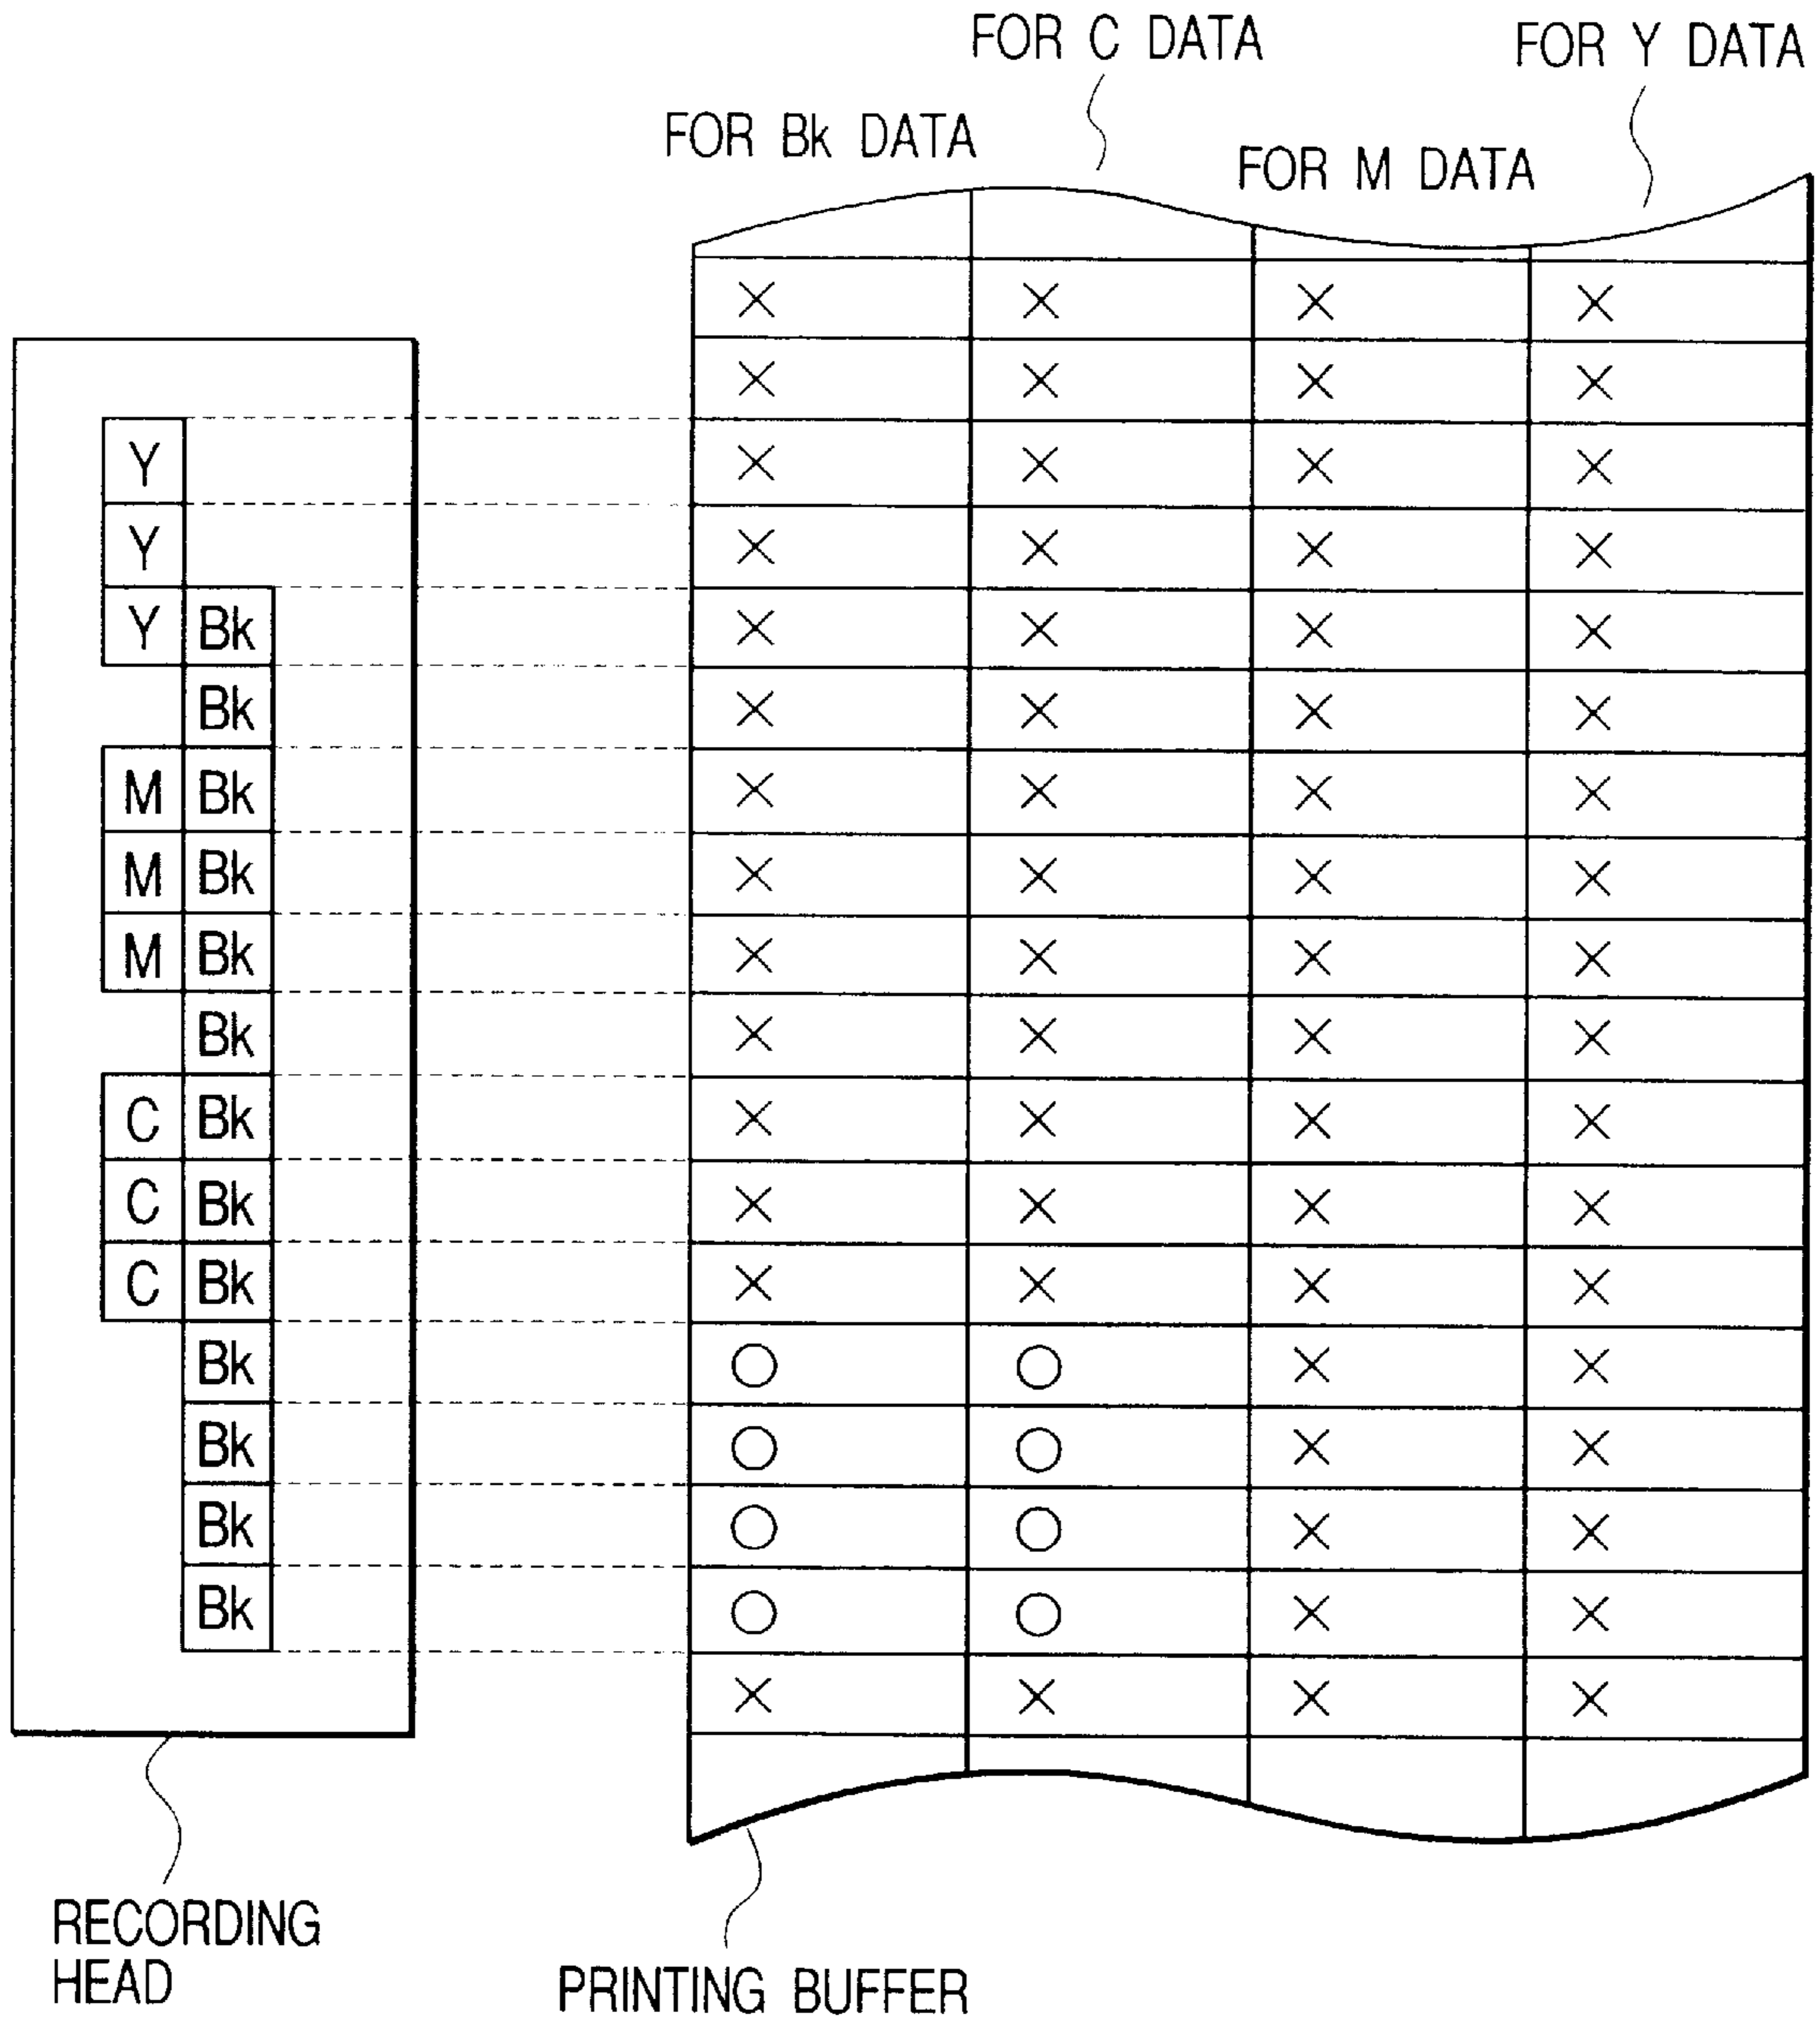 FOR C DATA
FOR Y DATA
FOR Bk DATA
FOR M DATA
× × × ×
× × × ×
Y × × × ×
Y × × × ×
Y Bk × × × ×
Bk × × × ×
M Bk × × × ×
M Bk × × × ×
M Bk × × × ×
Bk × × × ×
C Bk × × × ×
C Bk × × × ×
C Bk × × × ×
Bk ○ ○ × ×
Bk ○ ○ × ×
Bk ○ ○ × ×
Bk ○ ○ × ×
× × × ×
RECORDING
HEAD
PRINTING BUFFER